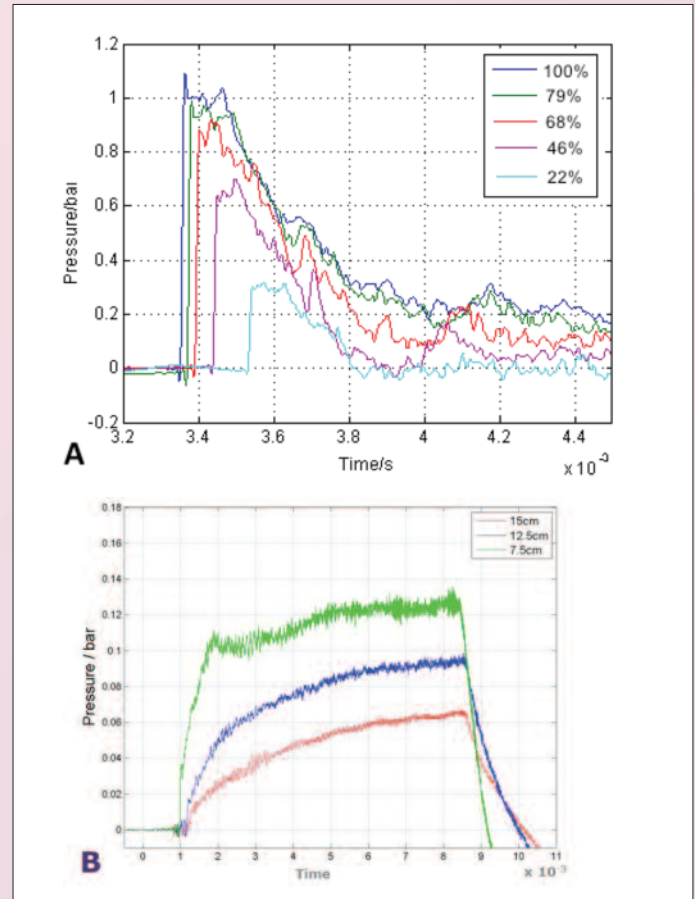 1.2
1
0.8
0.6
0.4
0.2
0
-0.2
Pressure/bar
100%
79%
68%
46%
22%
3.2 3.4 3.6 3.8 4 4.2 4.4
Time/s
x 10⁻³
A
0.18
0.16
0.14
0.12
0.1
0.08
0.06
0.04
0.02
0
Pressure / bar
15cm
12.5cm
7.5cm
0 1 2 3 4 5 6 7 8 9 10 11
Time
x 10⁻³
B